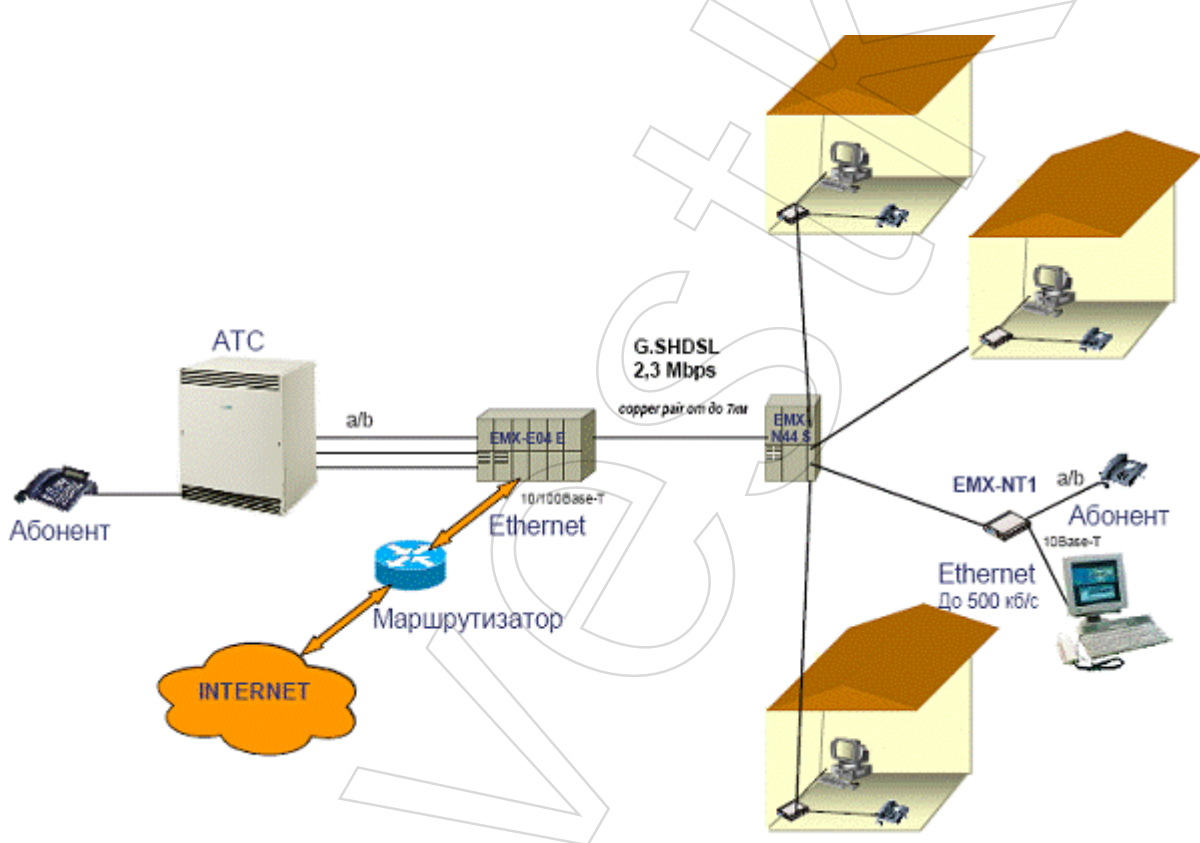 АТС
G.SHDSL
2,3 Mbps
copper pair от до 7км
a/b
EMX-E04 E
EMX-
N44 S
Абонент
10/100Base-T
Ethernet
EMX-NT1
a/b
Абонент
10Base-T
Ethernet
До 500 кб/с
Маршрутизатор
INTERNET
Vestk